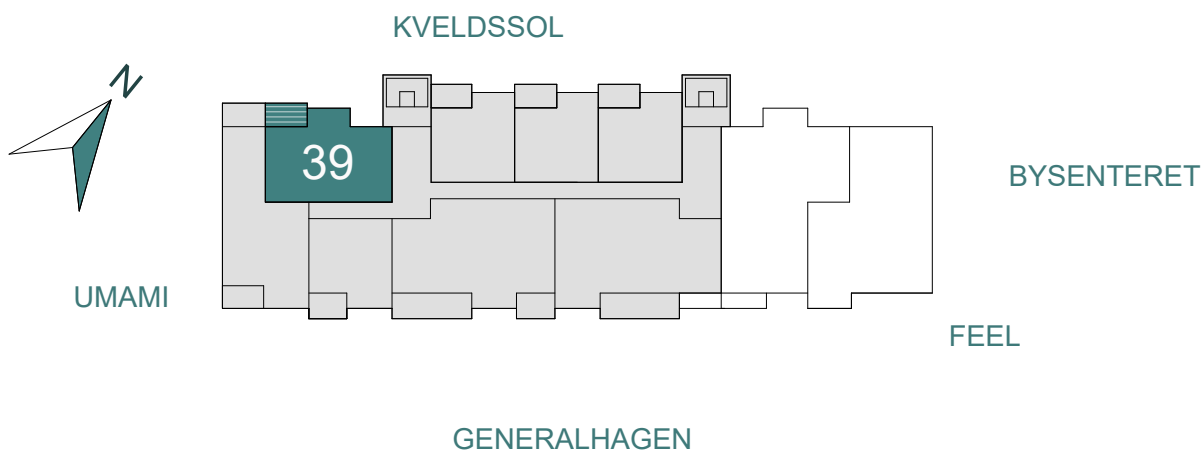 KVELDSSOL
N
39
BYSENTERET
UMAMI
FEEL
GENERALHAGEN